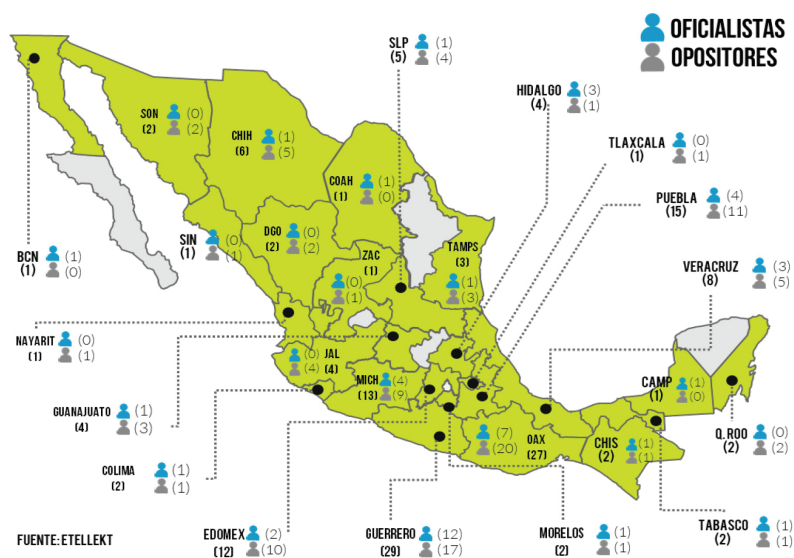 OFICIALISTAS
OPOSITORES
SLP (1)
(5) (4)
HIDALGO (3)
(4) (1)
SON (0)
(2) (2)
CHIH (1)
(6) (5)
TLAXCALA (0)
(1) (1)
COAH (1)
(1) (0)
PUEBLA (4)
(15) (11)
SIN (0)
(1) (1)
DGO (0)
(2) (2)
ZAC
(1)
(0)
(1)
TAMPS
(3)
(1)
(3)
BCN (1)
(1) (0)
VERACRUZ (3)
(8) (5)
NAYARIT (0)
(1) (1)
(0) JAL
(4) (4)
MICH (4)
(13) (9)
CAMP (1)
(1) (0)
GUANAJUATO (1)
(4) (3)
(7) OAX
(20) (27)
CHIS (1)
(2) (1)
Q.ROO (0)
(2) (2)
COLIMA (1)
(2) (1)
FUENTE: ETELLEKT
EDOMEX (2)
(12) (10)
GUERRERO (12)
(29) (17)
MORELOS (1)
(2) (1)
TABASCO (1)
(2) (1)